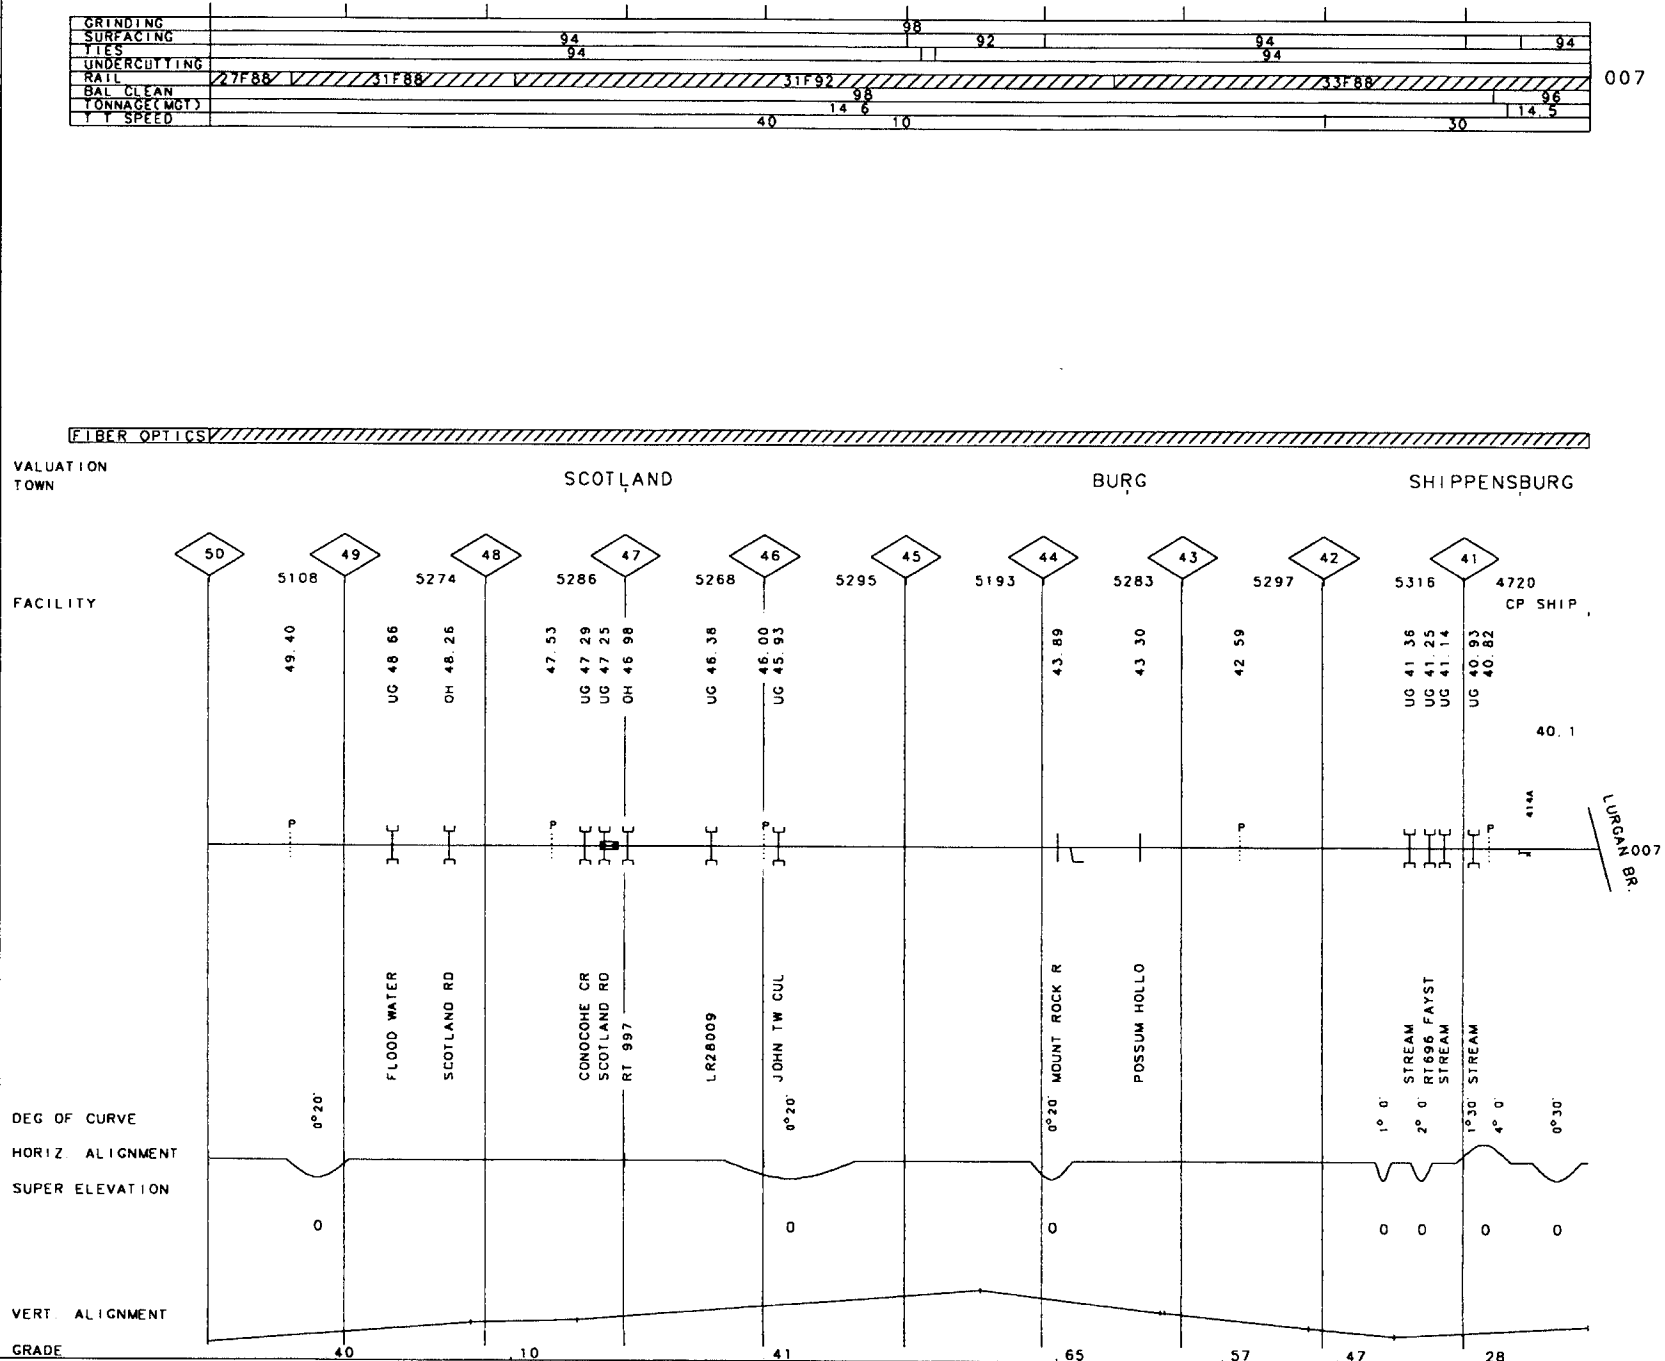 GRINDING 98
SURFACING 94 92 94 94
TIES 94 94
UNDERCUTTING
RAIL 27F88 31F88 31F92 33F88 007
BAL CLEAN 98 96
TONNAGE(MGT) 14 6 14. 5
T T SPEED 40 10 30
FIBER OPTICS
VALUATION
TOWN SCOTLAND BURG SHIPPENSBURG
50 49 48 47 46 45 44 43 42 41
5108 5274 5286 5268 5295 5193 5283 5297 5316 4720
FACILITY CP SHIP
49. 40
UG 48 66
OH 48. 26
47. 53
UG 47 29
UG 47 25
OH 46 98
UG 46. 38
46. 00
UG 45. 93
43. 89
43 30
42 59
UG 41 36
UG 41. 25
UG 41. 14
UG 40. 93
40. 82
40. 1
414A
P P P P P
LURGAN BR.
007
FLOOD WATER
SCOTLAND RD
CONOCOHE CR
SCOTLAND RD
RT 997
LR28009
JOHN TW CUL
MOUNT ROCK R
POSSUM HOLLO
STREAM
RT696 FAYST
STREAM
STREAM
DEG OF CURVE 0°20' 0°20' 0°20' 1° 0' 2° 0' 1°30' 4° 0' 0°30'
HORIZ. ALIGNMENT
SUPER ELEVATION
0 0 0 0 0 0 0
VERT. ALIGNMENT
GRADE .40 .10 .41 .65 .57 .47 .28